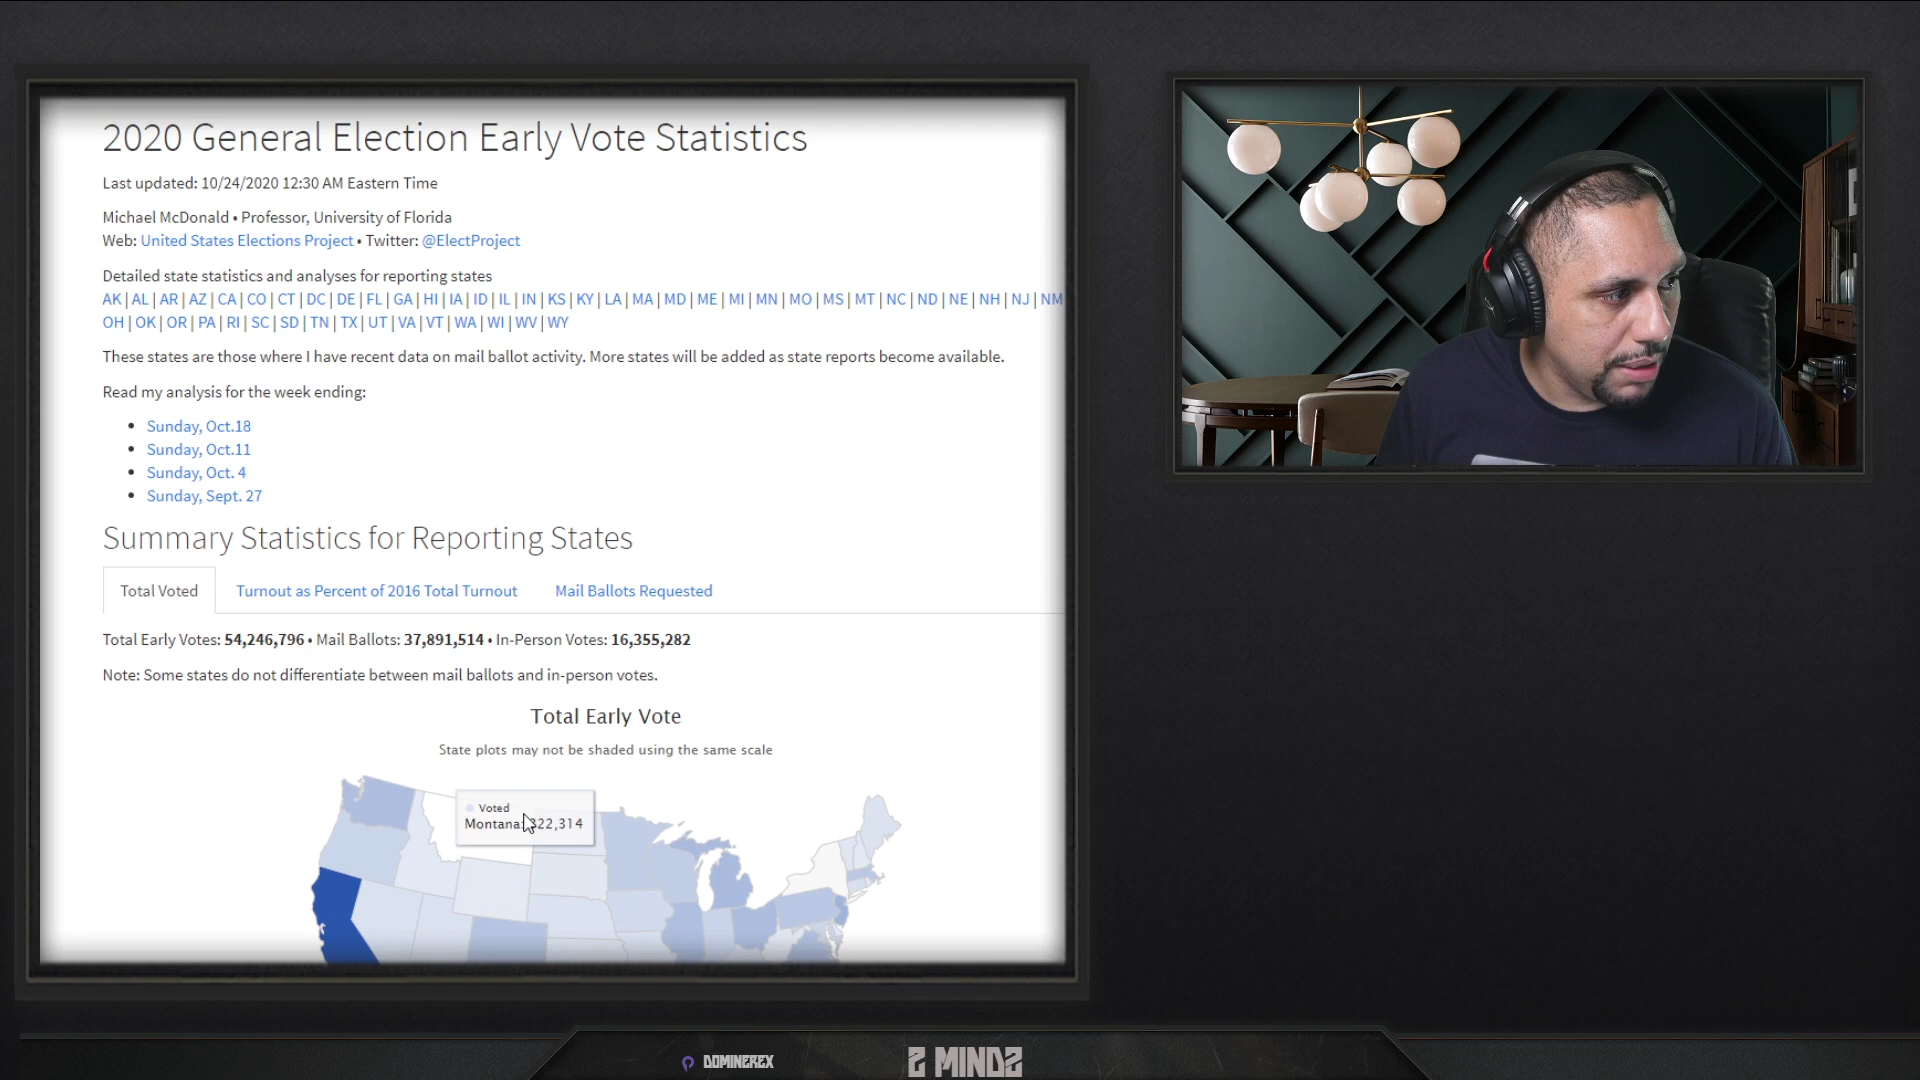 2020 General Election Early Vote Statistics
Last updated: 10/24/2020 12:30 AM Eastern Time
Michael McDonald • Professor, University of Florida
Web: United States Elections Project • Twitter: @ElectProject
Detailed state statistics and analyses for reporting states
AK | AL | AR | AZ | CA | CO | CT | DC | DE | FL | GA | HI | IA | ID | IL | IN | KS | KY | LA | MA | MD | ME | MI | MN | MO | MS | MT | NC | ND | NE | NH | NJ | NM
OH | OK | OR | PA | RI | SC | SD | TN | TX | UT | VA | VT | WA | WI | WV | WY
These states are those where I have recent data on mail ballot activity. More states will be added as state reports become available.
Read my analysis for the week ending:
• Sunday, Oct.18
• Sunday, Oct.11
• Sunday, Oct. 4
• Sunday, Sept. 27
Summary Statistics for Reporting States
Total Voted Turnout as Percent of 2016 Total Turnout Mail Ballots Requested
Total Early Votes: 54,246,796 • Mail Ballots: 37,891,514 • In-Person Votes: 16,355,282
Note: Some states do not differentiate between mail ballots and in-person votes.
Total Early Vote
State plots may not be shaded using the same scale
Voted
Montana: 322,314
DOMINEREX
2 MINDZ